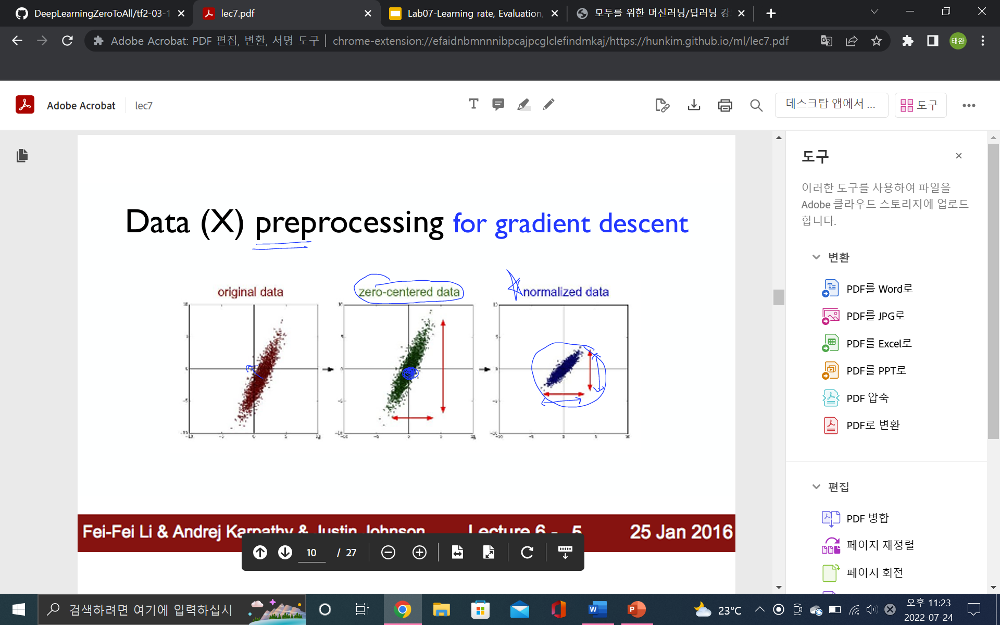 DeepLearningZeroToAll/tf2-03-1
lec7.pdf
Lab07-Learning rate, Evaluation,
모두를 위한 머신러닝/딥러닝 강
Adobe Acrobat: PDF 편집, 변환, 서명 도구
chrome-extension://efaidnbmnnnibpcajpcglclefindmkaj/https://hunkim.github.io/ml/lec7.pdf
태완
Adobe Acrobat
lec7
데스크탑 앱에서 ...
도구
Data (X) preprocessing for gradient descent
original data
zero-centered data
normalized data
Fei-Fei Li & Andrej Karpathy & Justin Johnson
Lecture 6 - 5
25 Jan 2016
10 / 27
도구
이러한 도구를 사용하여 파일을
Adobe 클라우드 스토리지에 업로드
합니다.
변환
PDF를 Word로
PDF를 JPG로
PDF를 Excel로
PDF를 PPT로
PDF 압축
PDF로 변환
편집
PDF 병합
페이지 재정렬
페이지 회전
검색하려면 여기에 입력하십시
23°C
오후 11:23
2022-07-24